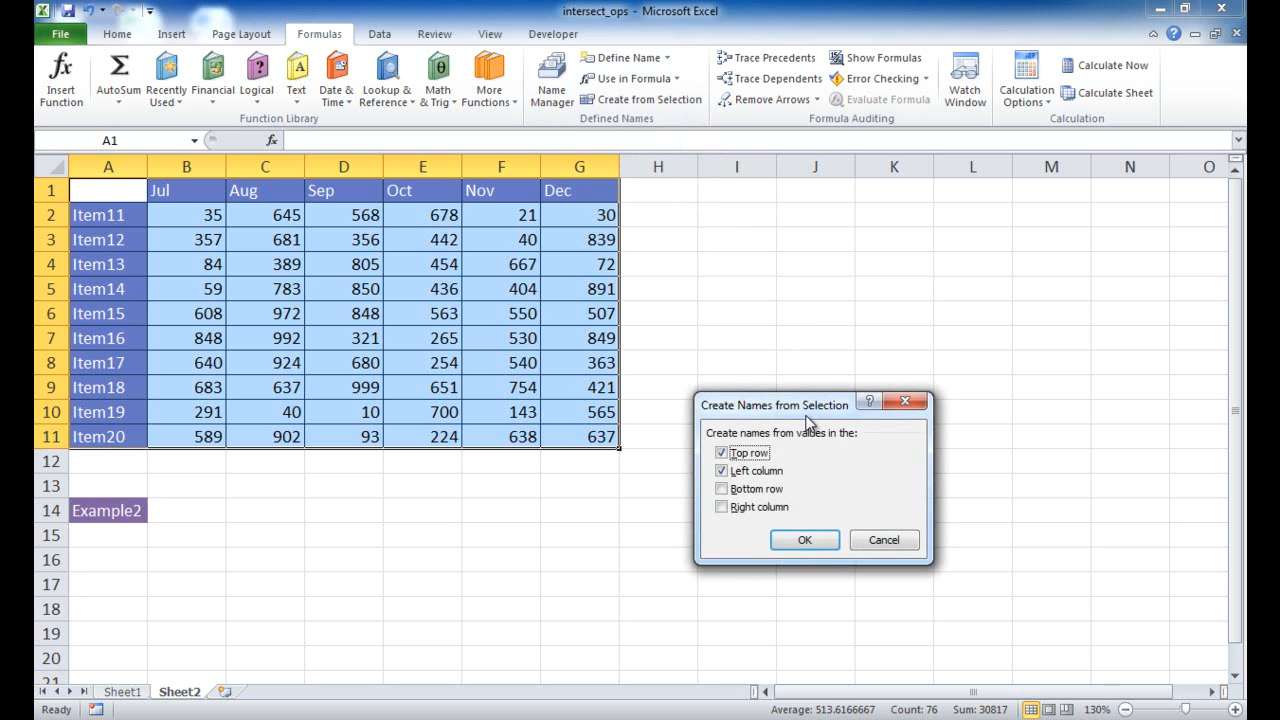 intersect_ops - Microsoft Excel
File Home Insert Page Layout Formulas Data Review View Developer
fx Insert Function
Σ AutoSum
Recently Used
Financial
Logical
A Text
Date & Time
Lookup & Reference
θ Math & Trig
More Functions
Function Library
Name Manager
Define Name
Use in Formula
Create from Selection
Defined Names
Trace Precedents
Trace Dependents
Remove Arrows
Show Formulas
Error Checking
Evaluate Formula
Formula Auditing
Watch Window
Calculation Options
Calculate Now
Calculate Sheet
Calculation
A1 fx
A B C D E F G H I J K L M N O
1 Jul Aug Sep Oct Nov Dec
2 Item11 35 645 568 678 21 30
3 Item12 357 681 356 442 40 839
4 Item13 84 389 805 454 667 72
5 Item14 59 783 850 436 404 891
6 Item15 608 972 848 563 550 507
7 Item16 848 992 321 265 530 849
8 Item17 640 924 680 254 540 363
9 Item18 683 637 999 651 754 421
10 Item19 291 40 10 700 143 565
11 Item20 589 902 93 224 638 637
12
13
14 Example2
15
16
17
18
19
20
21
Create Names from Selection
Create names from values in the:
Top row
Left column
Bottom row
Right column
OK Cancel
Sheet1 Sheet2
Ready Average: 513.6166667 Count: 76 Sum: 30817 130%